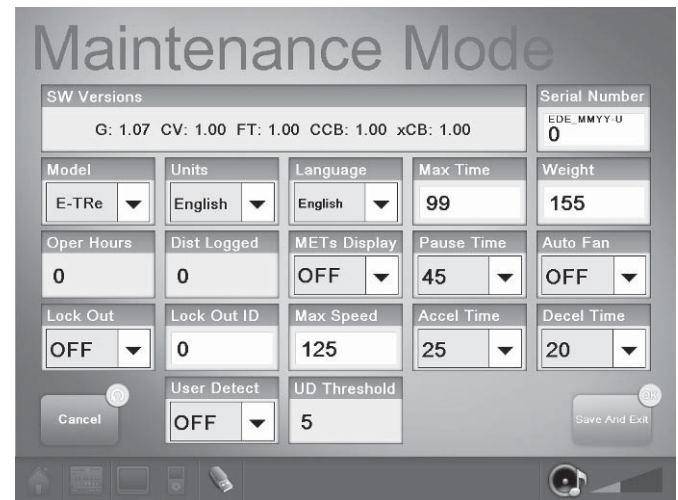 Maintenance Mode
SW Versions
Serial Number
G: 1.07 CV: 1.00 FT: 1.00 CCB: 1.00 xCB: 1.00
EDE_MMYY-U
0
Model Units Language Max Time Weight
E-TRe English English 99 155
Oper Hours Dist Logged METs Display Pause Time Auto Fan
0 0 OFF 45 OFF
Lock Out Lock Out ID Max Speed Accel Time Decel Time
OFF 0 125 25 20
User Detect UD Threshold
OFF 5
Cancel
OK
Save And Exit